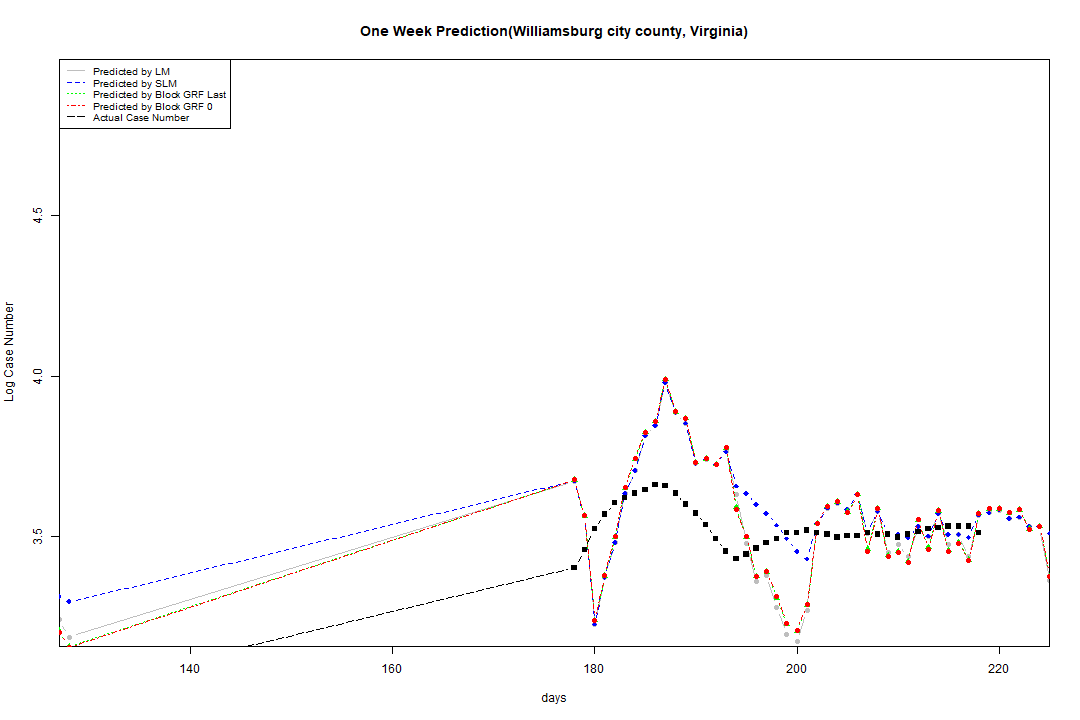 One Week Prediction(Williamsburg city county, Virginia)
Predicted by LM
Predicted by SLM
Predicted by Block GRF Last
Predicted by Block GRF 0
Actual Case Number
Log Case Number
4.5
4.0
3.5
140 160 180 200 220
days